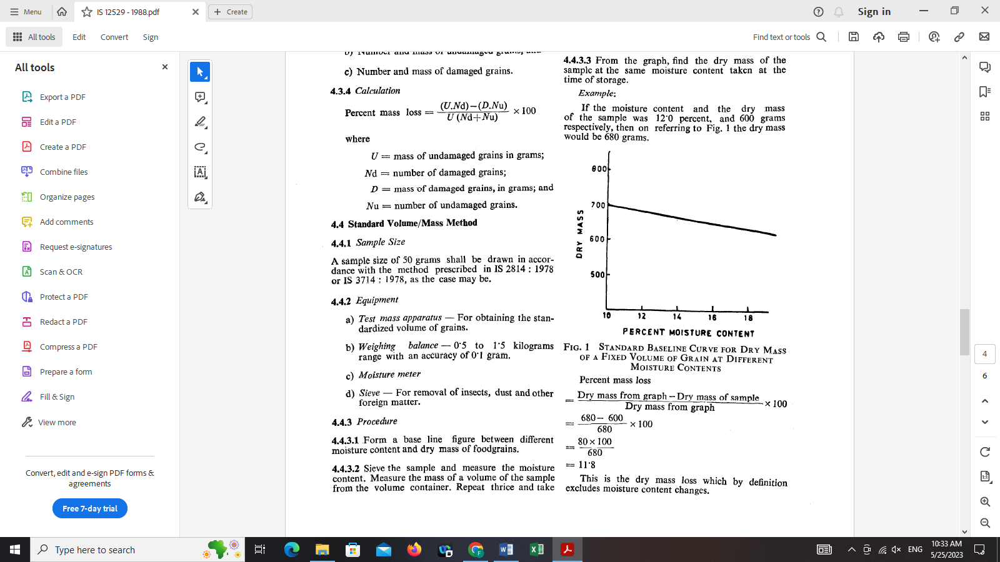 Menu
IS 12529 - 1988.pdf
Create
Sign in
All tools
Edit
Convert
Sign
Find text or tools
All tools
Export a PDF
Edit a PDF
Create a PDF
Combine files
Organize pages
Add comments
Request e-signatures
Scan & OCR
Protect a PDF
Redact a PDF
Compress a PDF
Prepare a form
Fill & Sign
View more
Convert, edit and e-sign PDF forms &
agreements
Free 7-day trial
b) Number and mass of undamaged grains, and
c) Number and mass of damaged grains.
4.3.4 Calculation
Percent mass loss = (U.Nd)−(D.Nu) / U (Nd+Nu) × 100
where
U = mass of undamaged grains in grams;
Nd = number of damaged grains;
D = mass of damaged grains, in grams; and
Nu = number of undamaged grains.
4.4 Standard Volume/Mass Method
4.4.1 Sample Size
A sample size of 50 grams shall be drawn in accor-
dance with the method prescribed in IS 2814 : 1978
or IS 3714 : 1978, as the case may be.
4.4.2 Equipment
a) Test mass apparatus — For obtaining the stan-
dardized volume of grains.
b) Weighing balance — 0·5 to 1·5 kilograms
range with an accuracy of 0·1 gram.
c) Moisture meter
d) Sieve — For removal of insects, dust and other
foreign matter.
4.4.3 Procedure
4.4.3.1 Form a base line figure between different
moisture content and dry mass of foodgrains.
4.4.3.2 Sieve the sample and measure the moisture
content. Measure the mass of a volume of the sample
from the volume container. Repeat thrice and take
4.4.3.3 From the graph, find the dry mass of the
sample at the same moisture content taken at the
time of storage.
Example:
If the moisture content and the dry mass
of the sample was 12·0 percent, and 600 grams
respectively, then on referring to Fig. 1 the dry mass
would be 680 grams.
800
700
600
500
DRY MASS
10 12 14 16 18
PERCENT MOISTURE CONTENT
FIG. 1 STANDARD BASELINE CURVE FOR DRY MASS
OF A FIXED VOLUME OF GRAIN AT DIFFERENT
MOISTURE CONTENTS
Percent mass loss
= Dry mass from graph − Dry mass of sample / Dry mass from graph × 100
= 680 − 600 / 680 × 100
= 80 × 100 / 680
= 11·8
This is the dry mass loss which by definition
excludes moisture content changes.
4
6
1:1
Type here to search
ENG
10:33 AM
5/25/2023